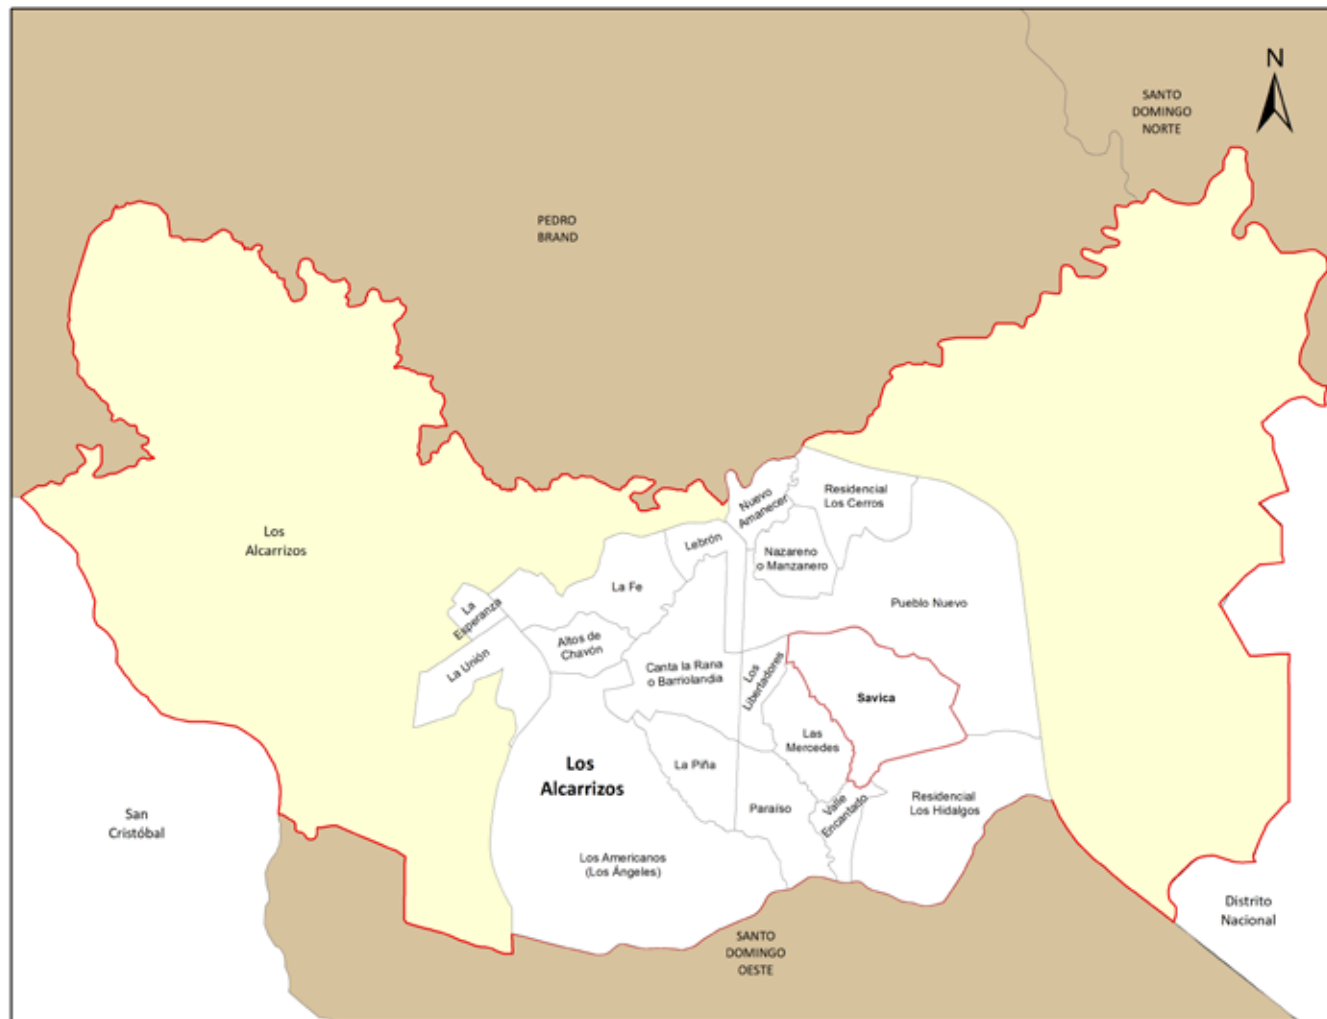 N
SANTO
DOMINGO
NORTE
PEDRO
BRAND
Nuevo
Amanecer
Residencial
Los Cerros
Los
Alcarrizos
Lebrón
Nazareno
o Manzanero
La Fe
La
Esperanza
Pueblo Nuevo
Altos de
Chavón
La Unión
Canta la Rana
o Barriolandia
Los
Libertadores
Savica
Las
Mercedes
Los
Alcarrizos
La Piña
Paraíso
Valle
Encantado
Residencial
Los Hidalgos
San
Cristóbal
Los Americanos
(Los Ángeles)
Distrito
Nacional
SANTO
DOMINGO
OESTE